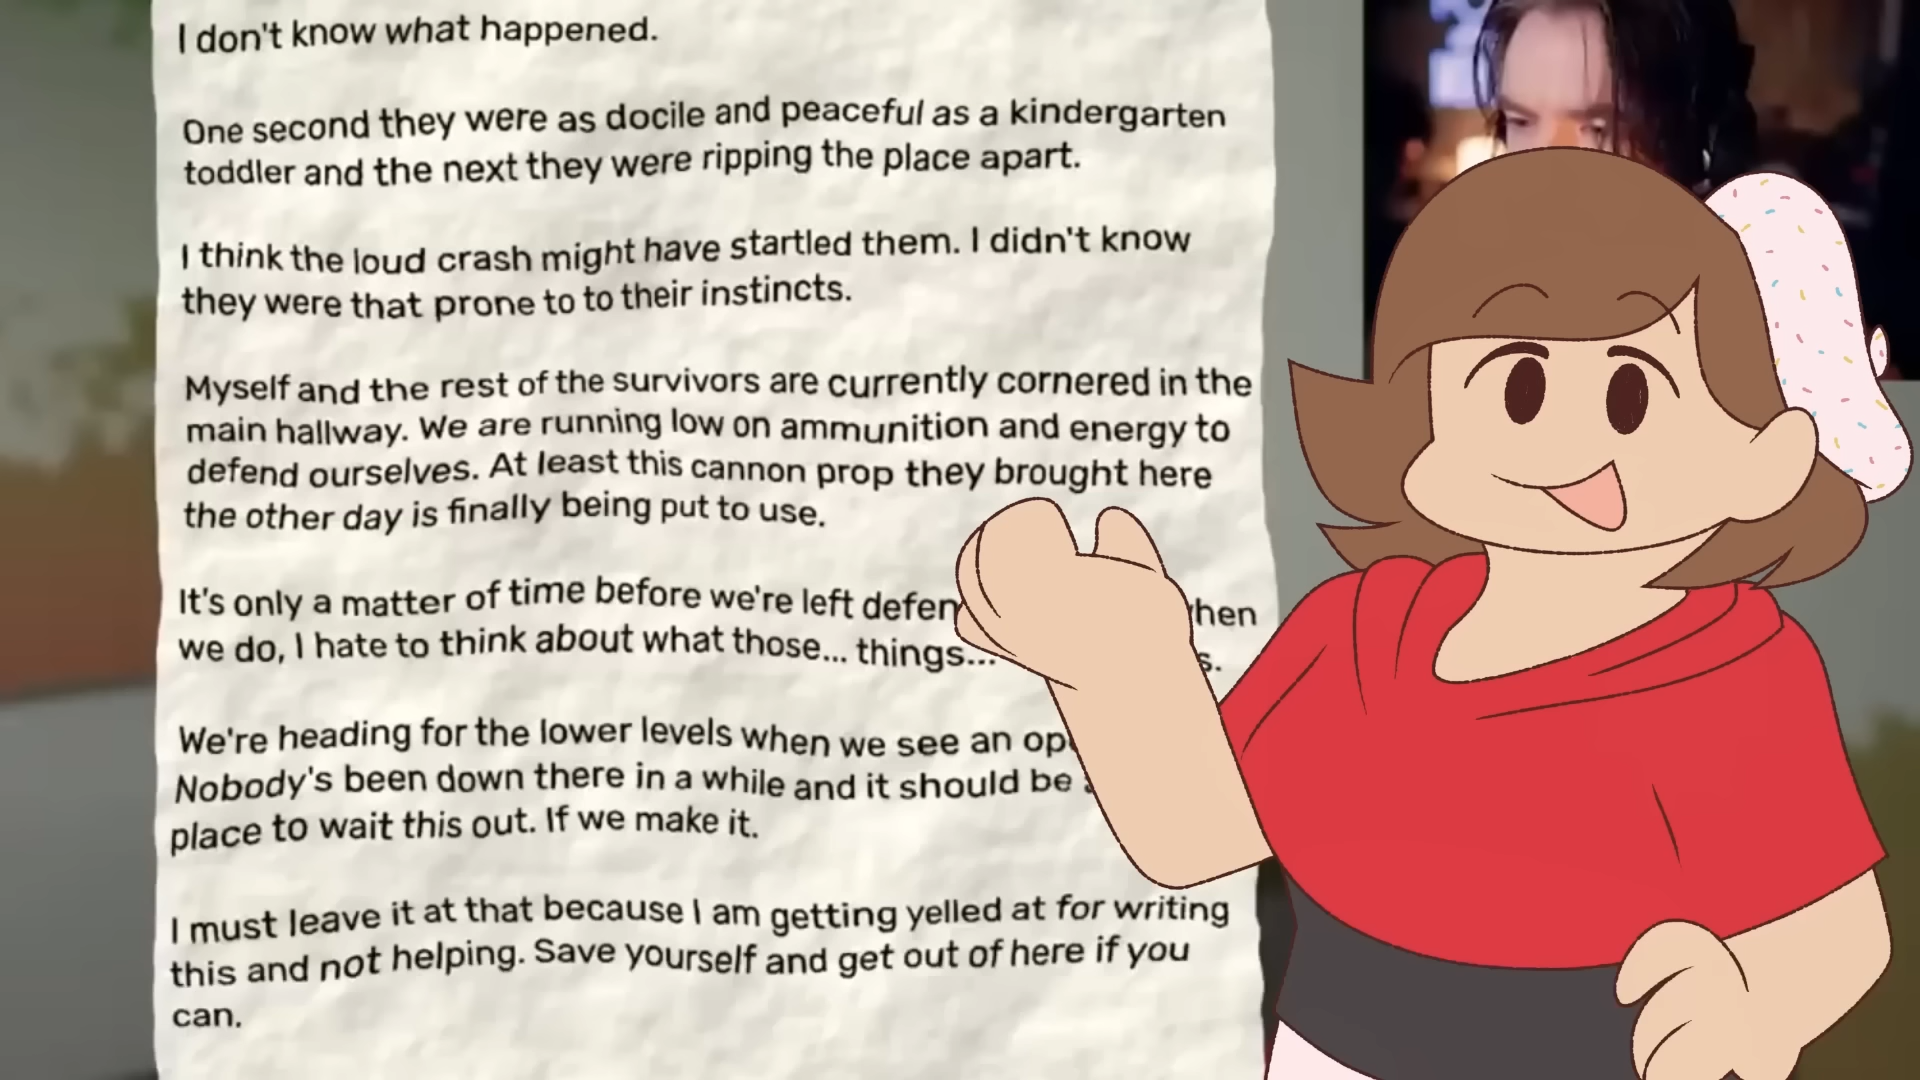 I don't know what happened.
One second they were as docile and peaceful as a kindergarten
toddler and the next they were ripping the place apart.
I think the loud crash might have startled them. I didn't know
they were that prone to to their instincts.
Myself and the rest of the survivors are currently cornered in the
main hallway. We are running low on ammunition and energy to
defend ourselves. At least this cannon prop they brought here
the other day is finally being put to use.
It's only a matter of time before we're left
we do, I hate to think about what those... things...
We're heading for the lower levels when we see an
Nobody's been down there in a while and it should be
place to wait this out. If we make it.
I must leave it at that because I am getting yelled at for writing
this and not helping. Save yourself and get out of here if you
can.